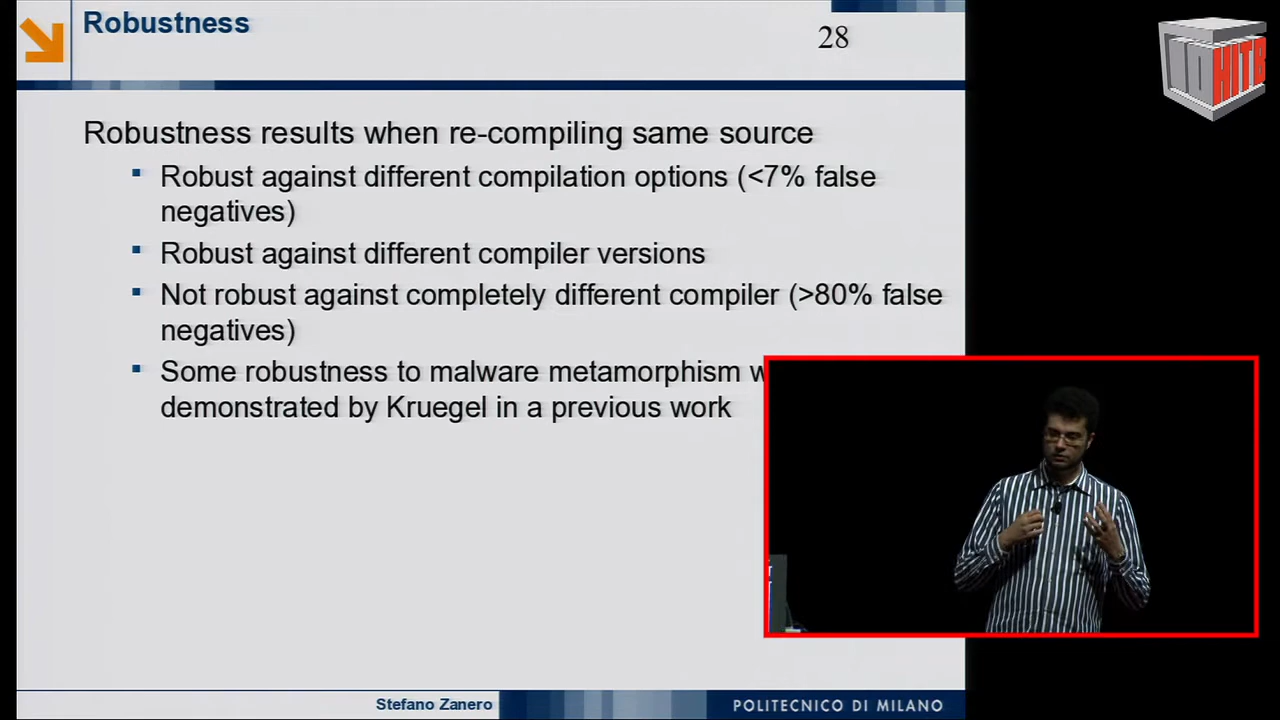 Robustness
28
Robustness results when re-compiling same source
Robust against different compilation options (<7% false
negatives)
Robust against different compiler versions
Not robust against completely different compiler (>80% false
negatives)
Some robustness to malware metamorphism
demonstrated by Kruegel in a previous work
Stefano Zanero
POLITECNICO DI MILANO
HITB